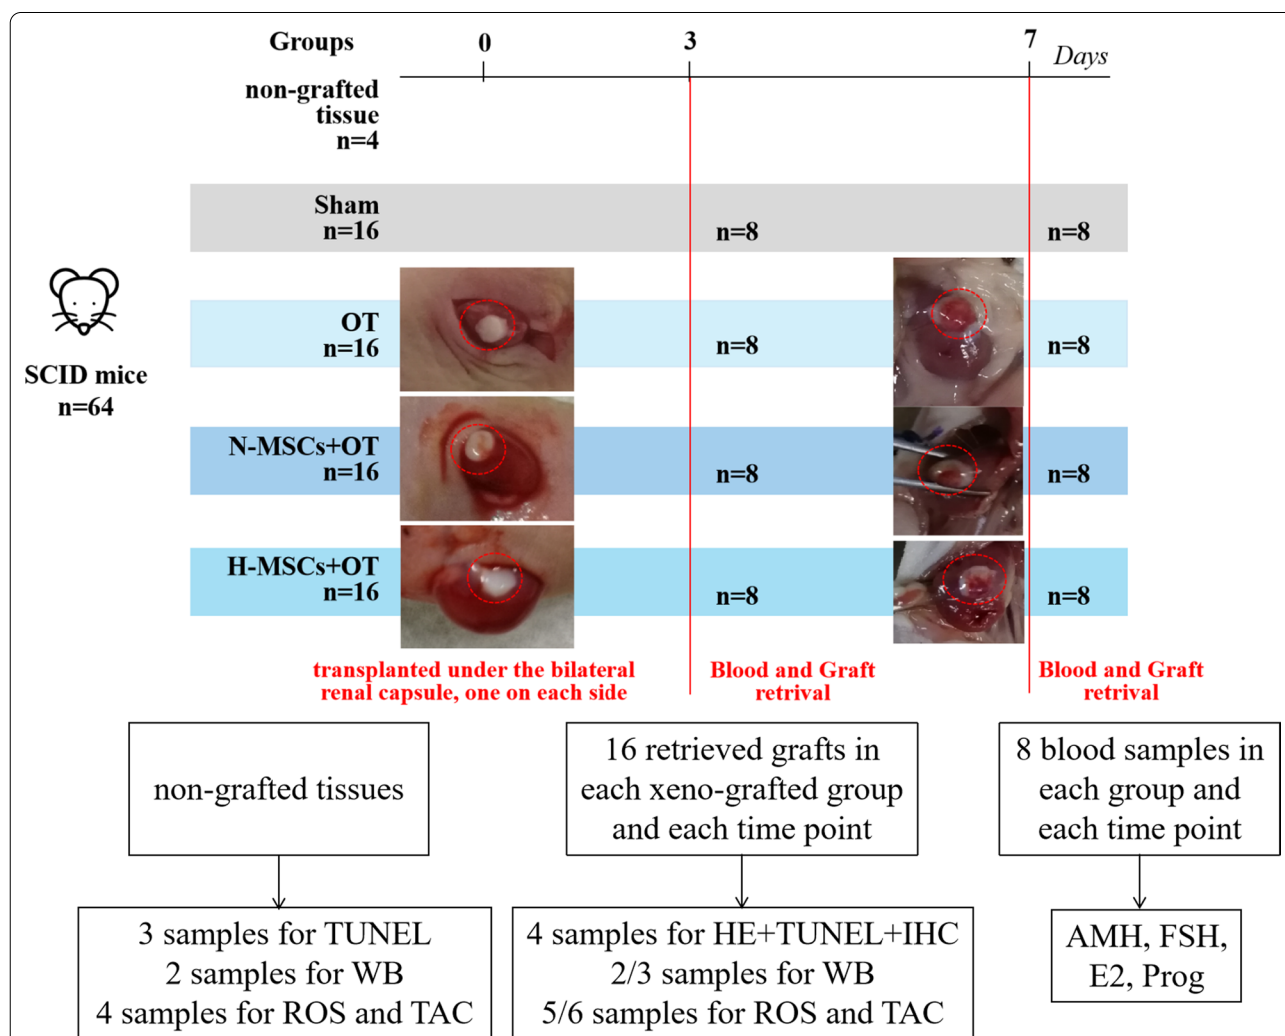 Groups
0
3
7
Days
non-grafted
tissue
n=4
Sham
n=16
n=8
n=8
OT
n=16
n=8
n=8
SCID mice
n=64
N-MSCs+OT
n=16
n=8
n=8
H-MSCs+OT
n=16
n=8
n=8
transplanted under the bilateral
renal capsule, one on each side
Blood and Graft
retrival
Blood and Graft
retrival
non-grafted tissues
16 retrieved grafts in
each xeno-grafted group
and each time point
8 blood samples in
each group and
each time point
3 samples for TUNEL
2 samples for WB
4 samples for ROS and TAC
4 samples for HE+TUNEL+IHC
2/3 samples for WB
5/6 samples for ROS and TAC
AMH, FSH,
E2, Prog